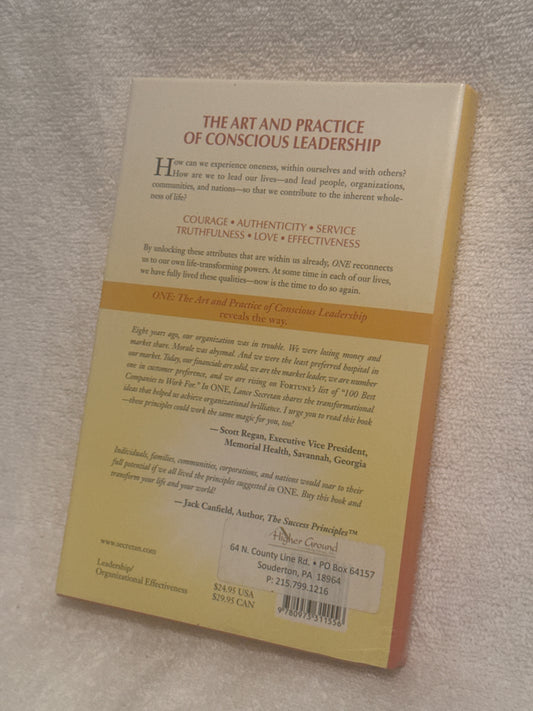 THE ART AND PRACTICE
OF CONSCIOUS LEADERSHIP
How can we experience oneness, within ourselves and with others?
How are we to lead our lives—and lead people, organizations,
communities, and nations—so that we contribute to the inherent whole-
ness of life?
COURAGE • AUTHENTICITY • SERVICE
TRUTHFULNESS • LOVE • EFFECTIVENESS
By unlocking these attributes that are within us already, ONE reconnects
us to our own life-transforming powers. At some time in each of our lives,
we have fully lived these qualities—now is the time to do so again.
ONE: The Art and Practice of Conscious Leadership
reveals the way.
Eight years ago, our organization was in trouble. We were losing money and
market share. Morale was abysmal. And we were the least preferred hospital in
our market. Today, our financials are solid, we are the market leader, we are number
one in customer preference, and we are rising on FORTUNE's list of "100 Best
Companies to Work For." In ONE, Lance Secretan shares the transformational
ideas that helped us achieve organizational brilliance. I urge you to read this book
—these principles could work the same magic for you, too!
—Scott Regan, Executive Vice President,
Memorial Health, Savannah, Georgia
Individuals, families, communities, corporations, and nations would soar to their
full potential if we all lived the principles suggested in ONE. Buy this book and
transform your life and your world!
—Jack Canfield, Author, The Success Principles™
Higher Ground
64 N. County Line Rd. • PO Box 64157
Souderton, PA 18964
P: 215.799.1216
www.secretan.com
Leadership/
Organizational Effectiveness
$24.95 USA
$29.95 CAN
9 780973 311556